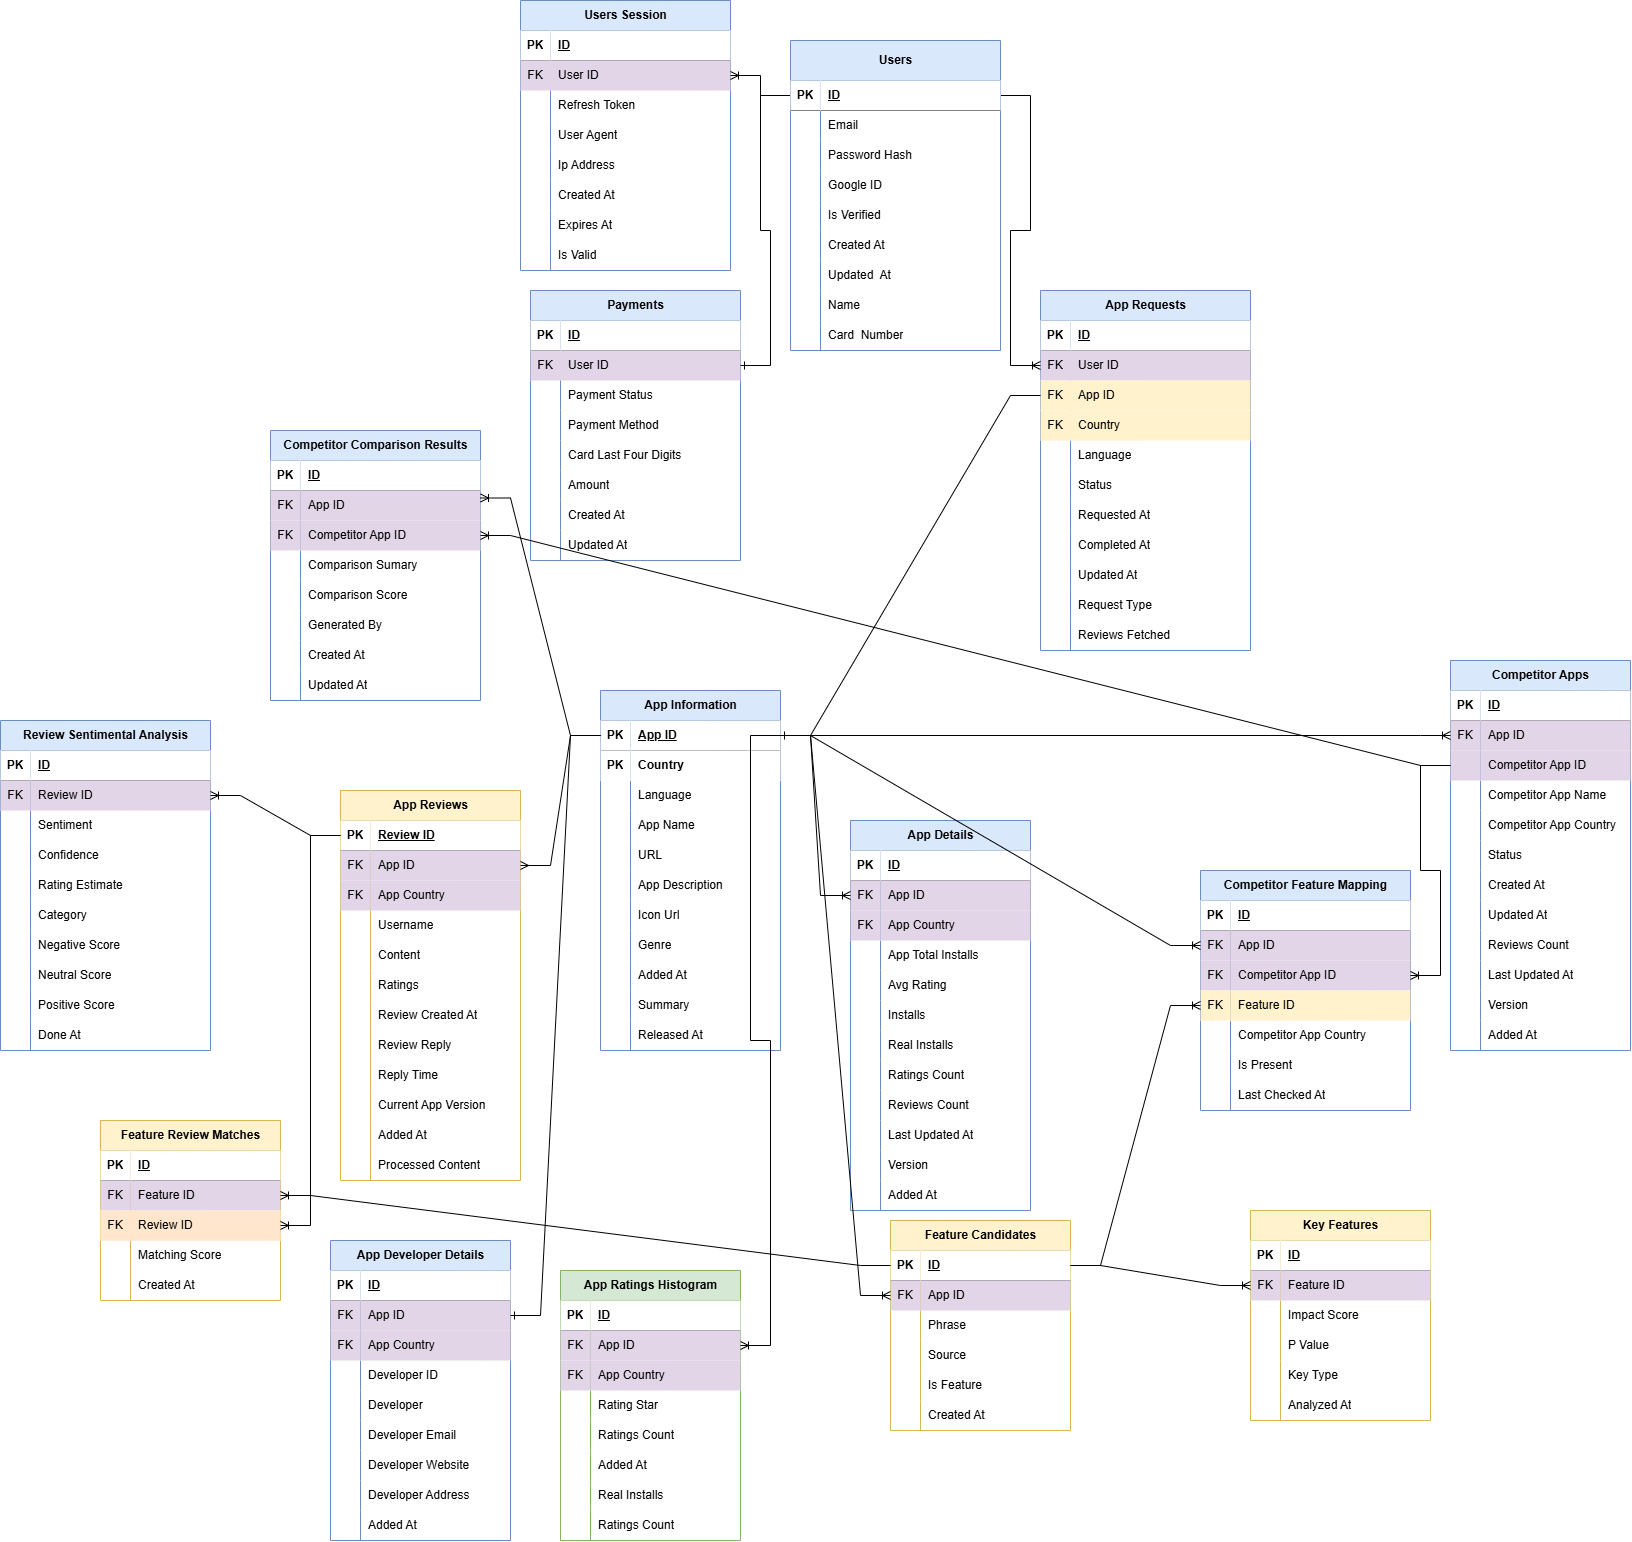 Users Session
PK ID
FK User ID
Refresh Token
User Agent
Ip Address
Created At
Expires At
Is Valid
Users
PK ID
Email
Password Hash
Google ID
Is Verified
Created At
Updated  At
Name
Card  Number
Payments
PK ID
FK User ID
Payment Status
Payment Method
Card Last Four Digits
Amount
Created At
Updated At
App Requests
PK ID
FK User ID
FK App ID
FK Country
Language
Status
Requested At
Completed At
Updated At
Request Type
Reviews Fetched
Competitor Comparison Results
PK ID
FK App ID
FK Competitor App ID
Comparison Sumary
Comparison Score
Generated By
Created At
Updated At
Competitor Apps
PK ID
FK App ID
Competitor App ID
Competitor App Name
Competitor App Country
Status
Created At
Updated At
Reviews Count
Last Updated At
Version
Added At
App Information
PK App ID
PK Country
Language
App Name
URL
App Description
Icon Url
Genre
Added At
Summary
Released At
Review Sentimental Analysis
PK ID
FK Review ID
Sentiment
Confidence
Rating Estimate
Category
Negative Score
Neutral Score
Positive Score
Done At
App Reviews
PK Review ID
FK App ID
FK App Country
Username
Content
Ratings
Review Created At
Review Reply
Reply Time
Current App Version
Added At
Processed Content
App Details
PK ID
FK App ID
FK App Country
App Total Installs
Avg Rating
Installs
Real Installs
Ratings Count
Reviews Count
Last Updated At
Version
Added At
Competitor Feature Mapping
PK ID
FK App ID
FK Competitor App ID
FK Feature ID
Competitor App Country
Is Present
Last Checked At
Feature Review Matches
PK ID
FK Feature ID
FK Review ID
Matching Score
Created At
App Developer Details
PK ID
FK App ID
FK App Country
Developer ID
Developer
Developer Email
Developer Website
Developer Address
Added At
App Ratings Histogram
PK ID
FK App ID
FK App Country
Rating Star
Ratings Count
Added At
Real Installs
Ratings Count
Feature Candidates
PK ID
FK App ID
Phrase
Source
Is Feature
Created At
Key Features
PK ID
FK Feature ID
Impact Score
P Value
Key Type
Analyzed At